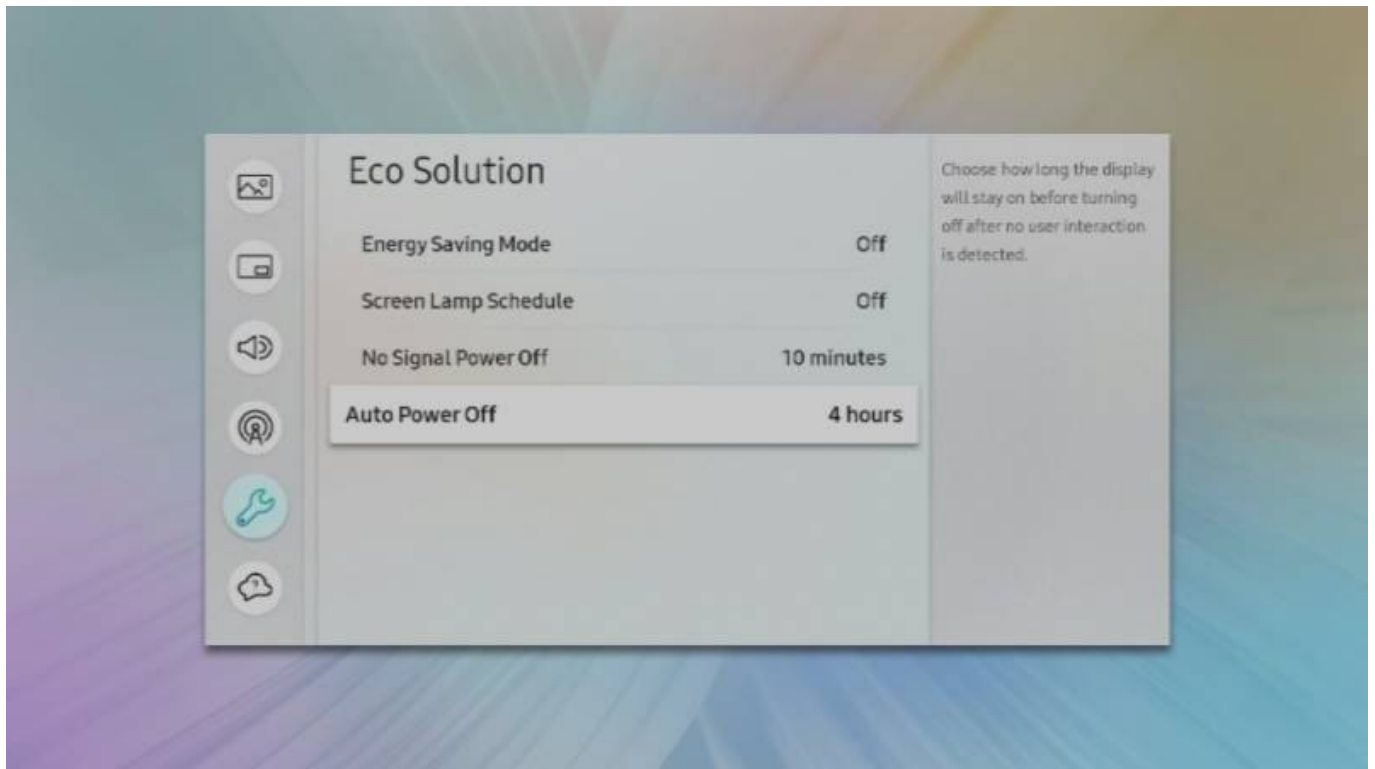 Eco Solution
Energy Saving Mode Off
Screen Lamp Schedule Off
No Signal Power Off 10 minutes
Auto Power Off 4 hours
Choose how long the display
will stay on before turning
off after no user interaction
is detected.